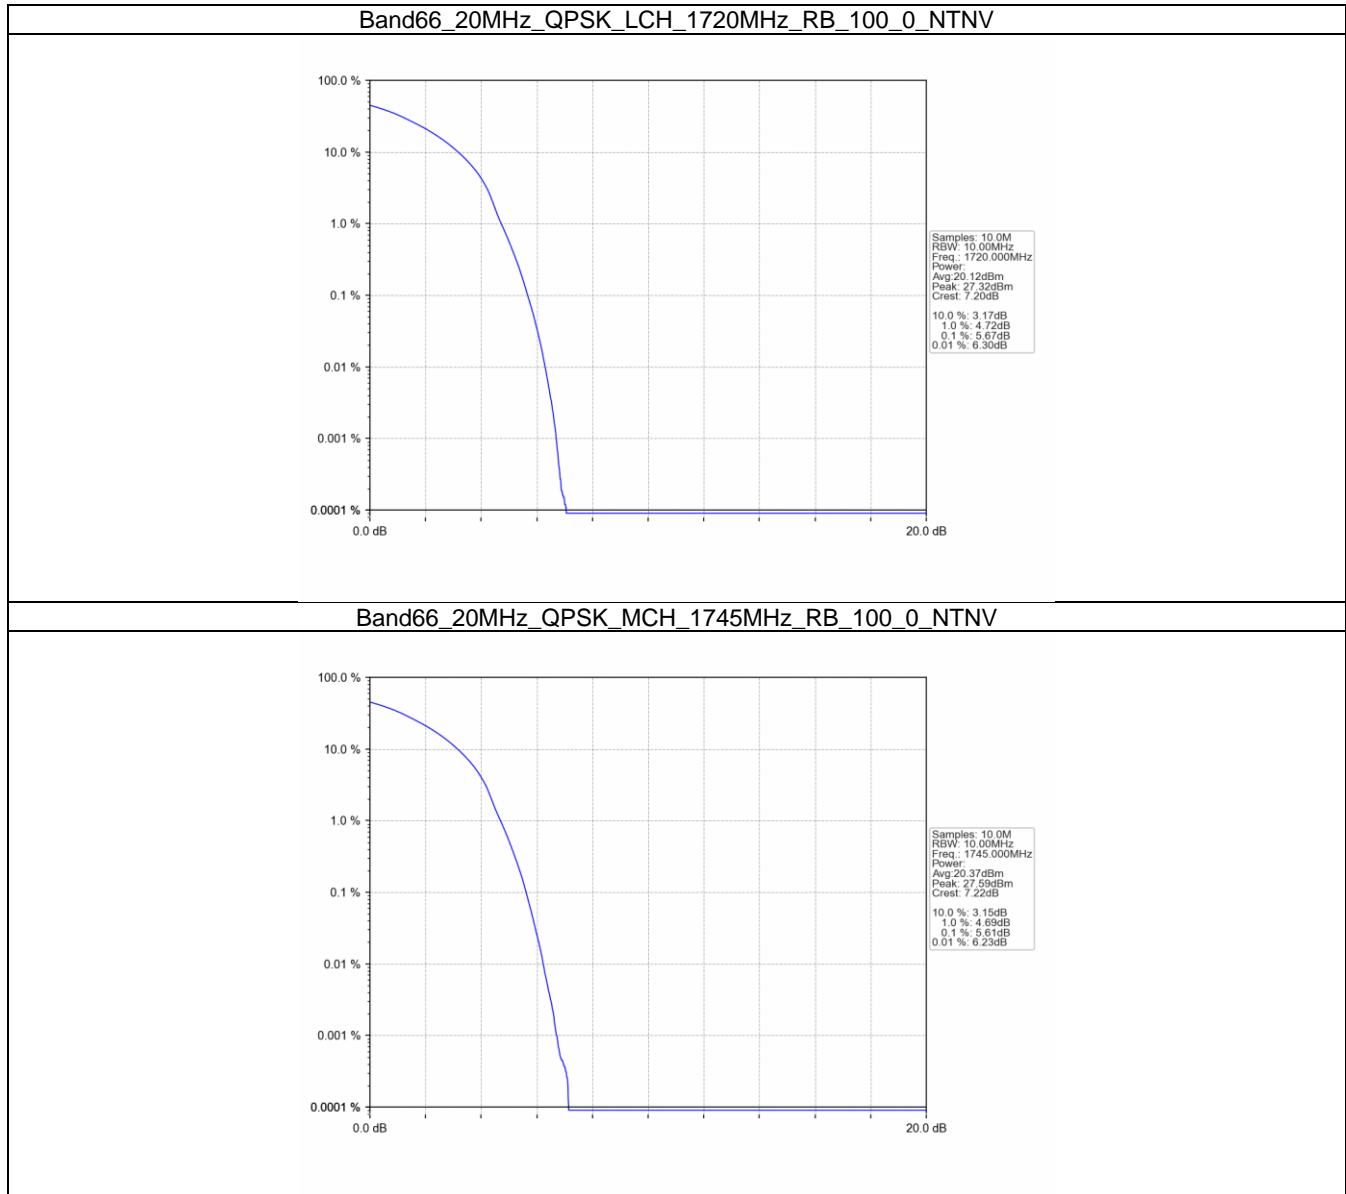 Band66_20MHz_QPSK_LCH_1720MHz_RB_100_0_NTNV
100.0 %
10.0 %
1.0 %
0.1 %
0.01 %
0.001 %
0.0001 %
0.0 dB
20.0 dB
Samples: 10.0M
RBW: 10.00MHz
Freq.: 1720.000MHz
Power:
Avg:20.12dBm
Peak: 27.32dBm
Crest: 7.20dB
10.0 %: 3.17dB
1.0 %: 4.72dB
0.1 %: 5.67dB
0.01 %: 6.30dB
Band66_20MHz_QPSK_MCH_1745MHz_RB_100_0_NTNV
100.0 %
10.0 %
1.0 %
0.1 %
0.01 %
0.001 %
0.0001 %
0.0 dB
20.0 dB
Samples: 10.0M
RBW: 10.00MHz
Freq.: 1745.000MHz
Power:
Avg:20.37dBm
Peak: 27.59dBm
Crest: 7.22dB
10.0 %: 3.15dB
1.0 %: 4.69dB
0.1 %: 5.61dB
0.01 %: 6.23dB